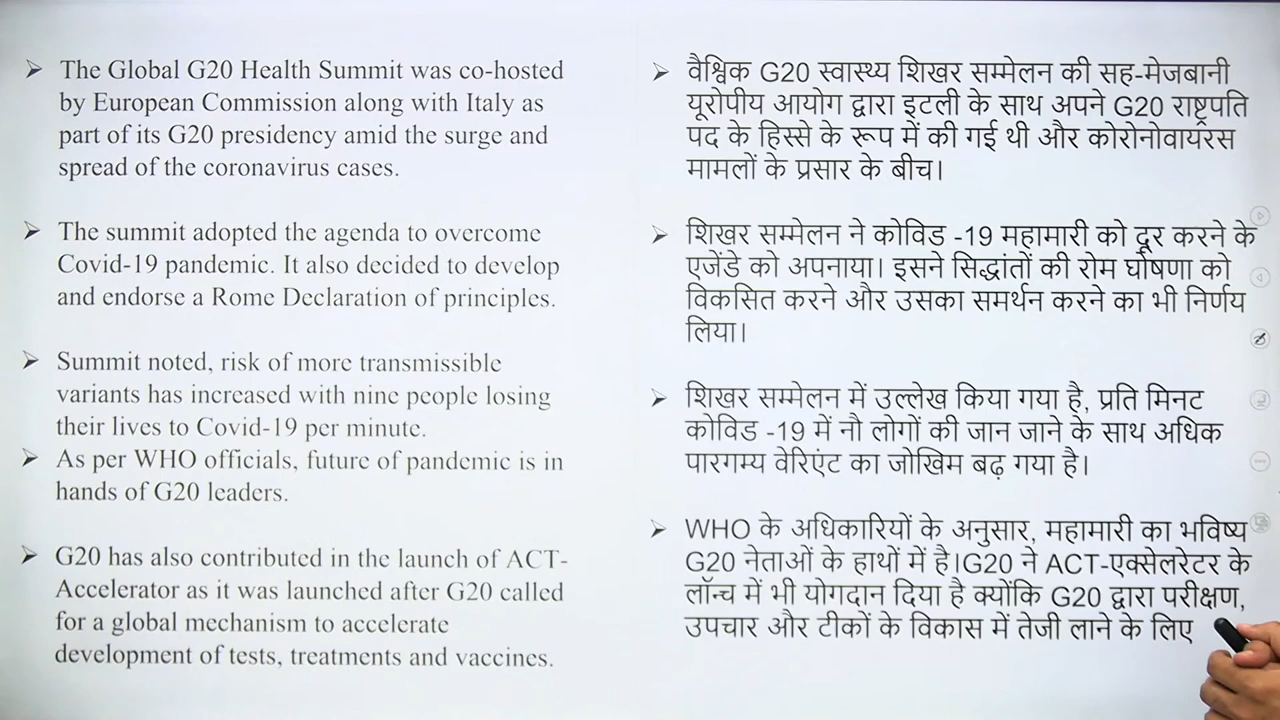 ➢ The Global G20 Health Summit was co-hosted
by European Commission along with Italy as
part of its G20 presidency amid the surge and
spread of the coronavirus cases.
➢ The summit adopted the agenda to overcome
Covid-19 pandemic. It also decided to develop
and endorse a Rome Declaration of principles.
➢ Summit noted, risk of more transmissible
variants has increased with nine people losing
their lives to Covid-19 per minute.
➢ As per WHO officials, future of pandemic is in
hands of G20 leaders.
➢ G20 has also contributed in the launch of ACT-
Accelerator as it was launched after G20 called
for a global mechanism to accelerate
development of tests, treatments and vaccines.
➢ वैश्विक G20 स्वास्थ्य शिखर सम्मेलन की सह-मेजबानी
यूरोपीय आयोग द्वारा इटली के साथ अपने G20 राष्ट्रपति
पद के हिस्से के रूप में की गई थी और कोरोनोवायरस
मामलों के प्रसार के बीच।
➢ शिखर सम्मेलन ने कोविड -19 महामारी को दूर करने के
एजेंडे को अपनाया। इसने सिद्धांतों की रोम घोषणा को
विकसित करने और उसका समर्थन करने का भी निर्णय
लिया।
➢ शिखर सम्मेलन में उल्लेख किया गया है, प्रति मिनट
कोविड -19 में नौ लोगों की जान जाने के साथ अधिक
पारगम्य वेरिएंट का जोखिम बढ़ गया है।
➢ WHO के अधिकारियों के अनुसार, महामारी का भविष्य
G20 नेताओं के हाथों में है।G20 ने ACT-एक्सेलरेटर के
लॉन्च में भी योगदान दिया है क्योंकि G20 द्वारा परीक्षण,
उपचार और टीकों के विकास में तेजी लाने के लिए